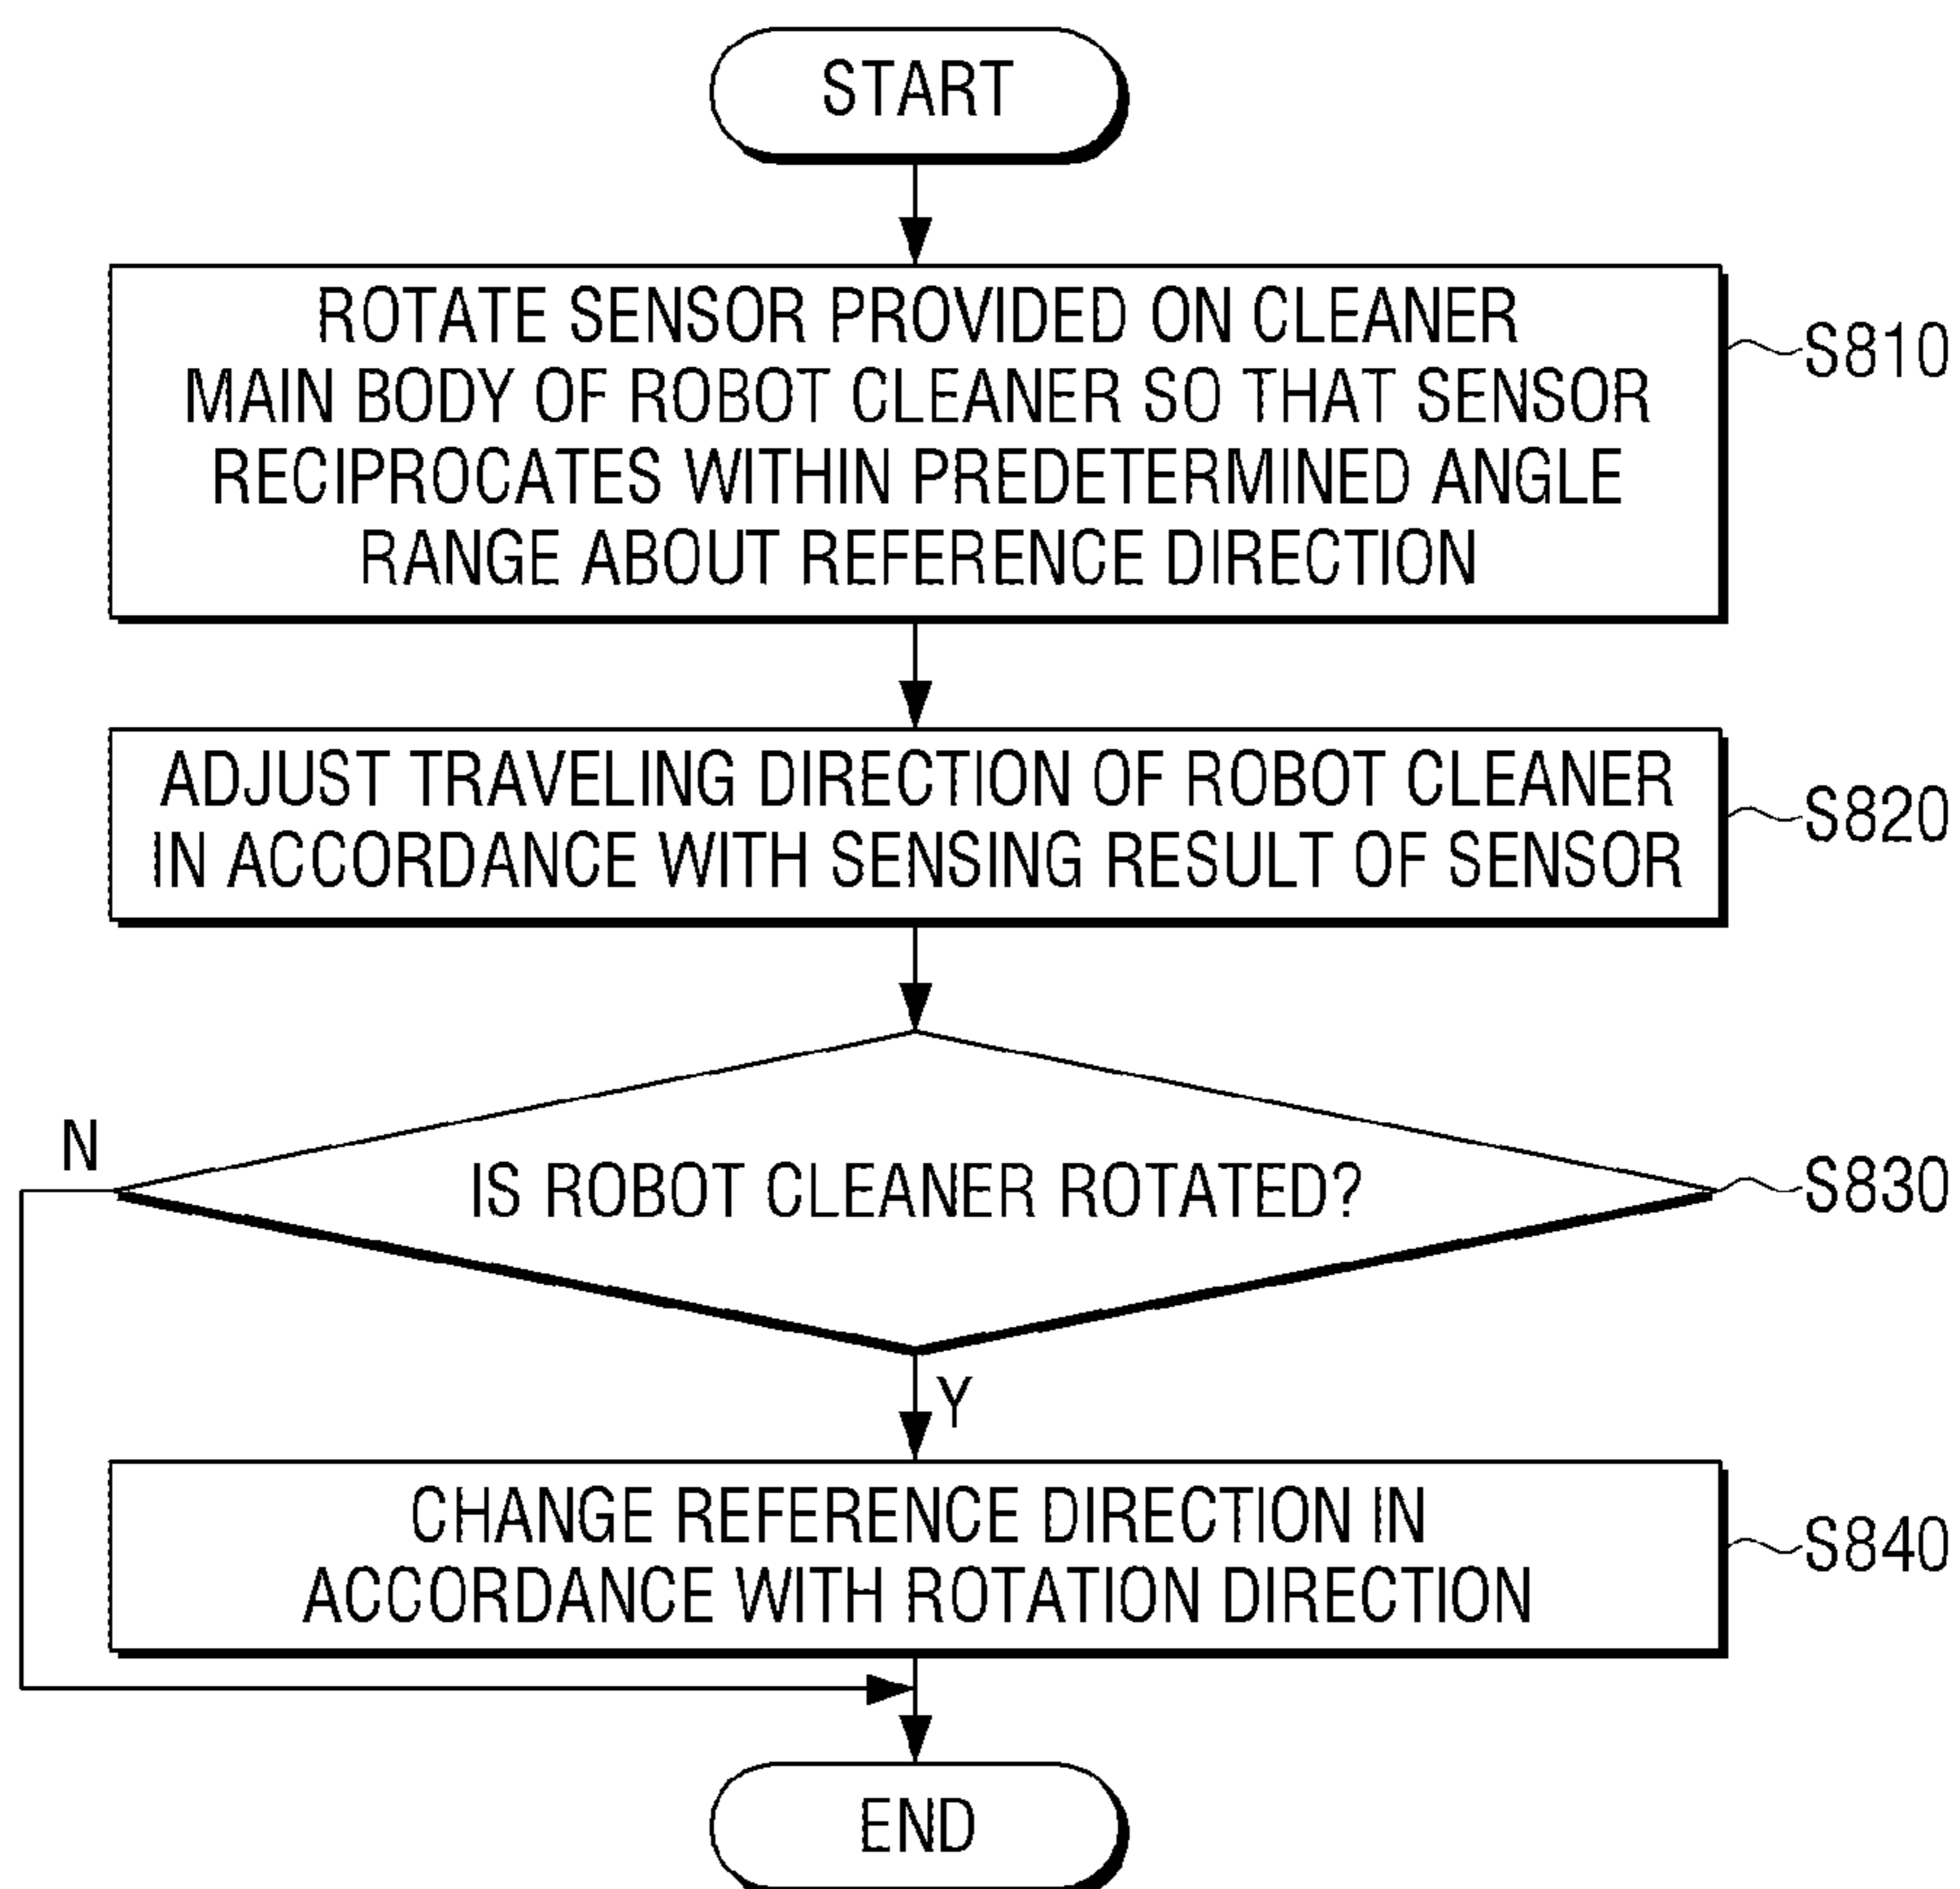 START
ROTATE SENSOR PROVIDED ON CLEANER
MAIN BODY OF ROBOT CLEANER SO THAT SENSOR
RECIPROCATES WITHIN PREDETERMINED ANGLE
RANGE ABOUT REFERENCE DIRECTION
S810
ADJUST TRAVELING DIRECTION OF ROBOT CLEANER
IN ACCORDANCE WITH SENSING RESULT OF SENSOR
S820
N
IS ROBOT CLEANER ROTATED?
S830
Y
CHANGE REFERENCE DIRECTION IN
ACCORDANCE WITH ROTATION DIRECTION
S840
END